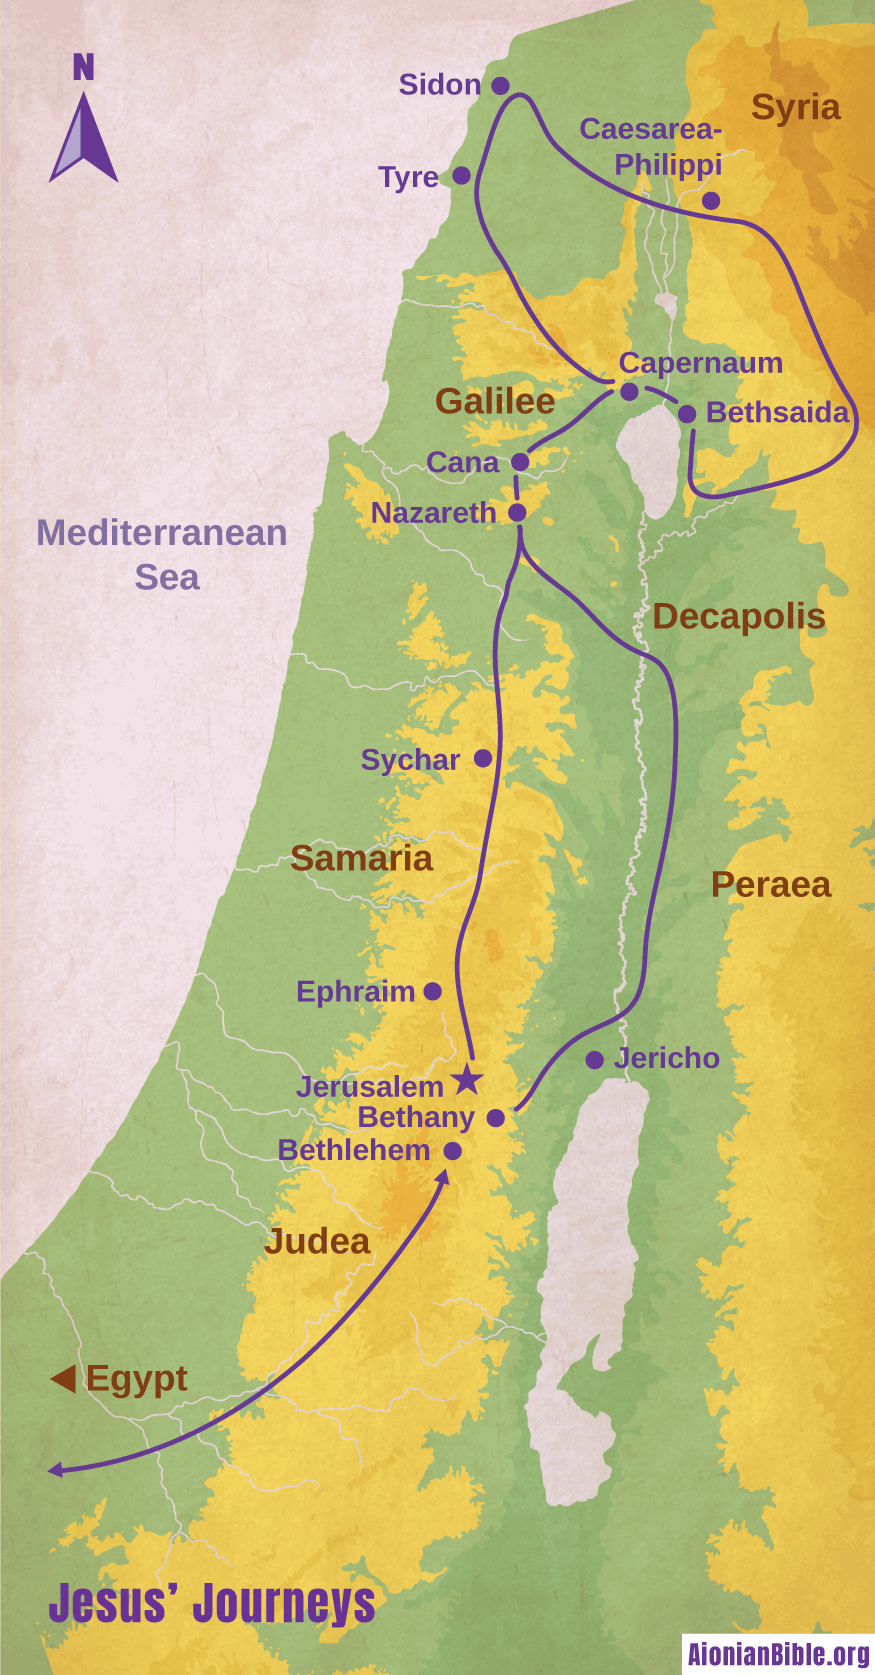 N
Sidon
Syria
Caesarea-
Philippi
Tyre
Capernaum
Galilee
Bethsaida
Cana
Nazareth
Mediterranean
Sea
Decapolis
Sychar
Samaria
Peraea
Ephraim
Jericho
Jerusalem
Bethany
Bethlehem
Judea
Egypt
Jesus’ Journeys
AionianBible.org